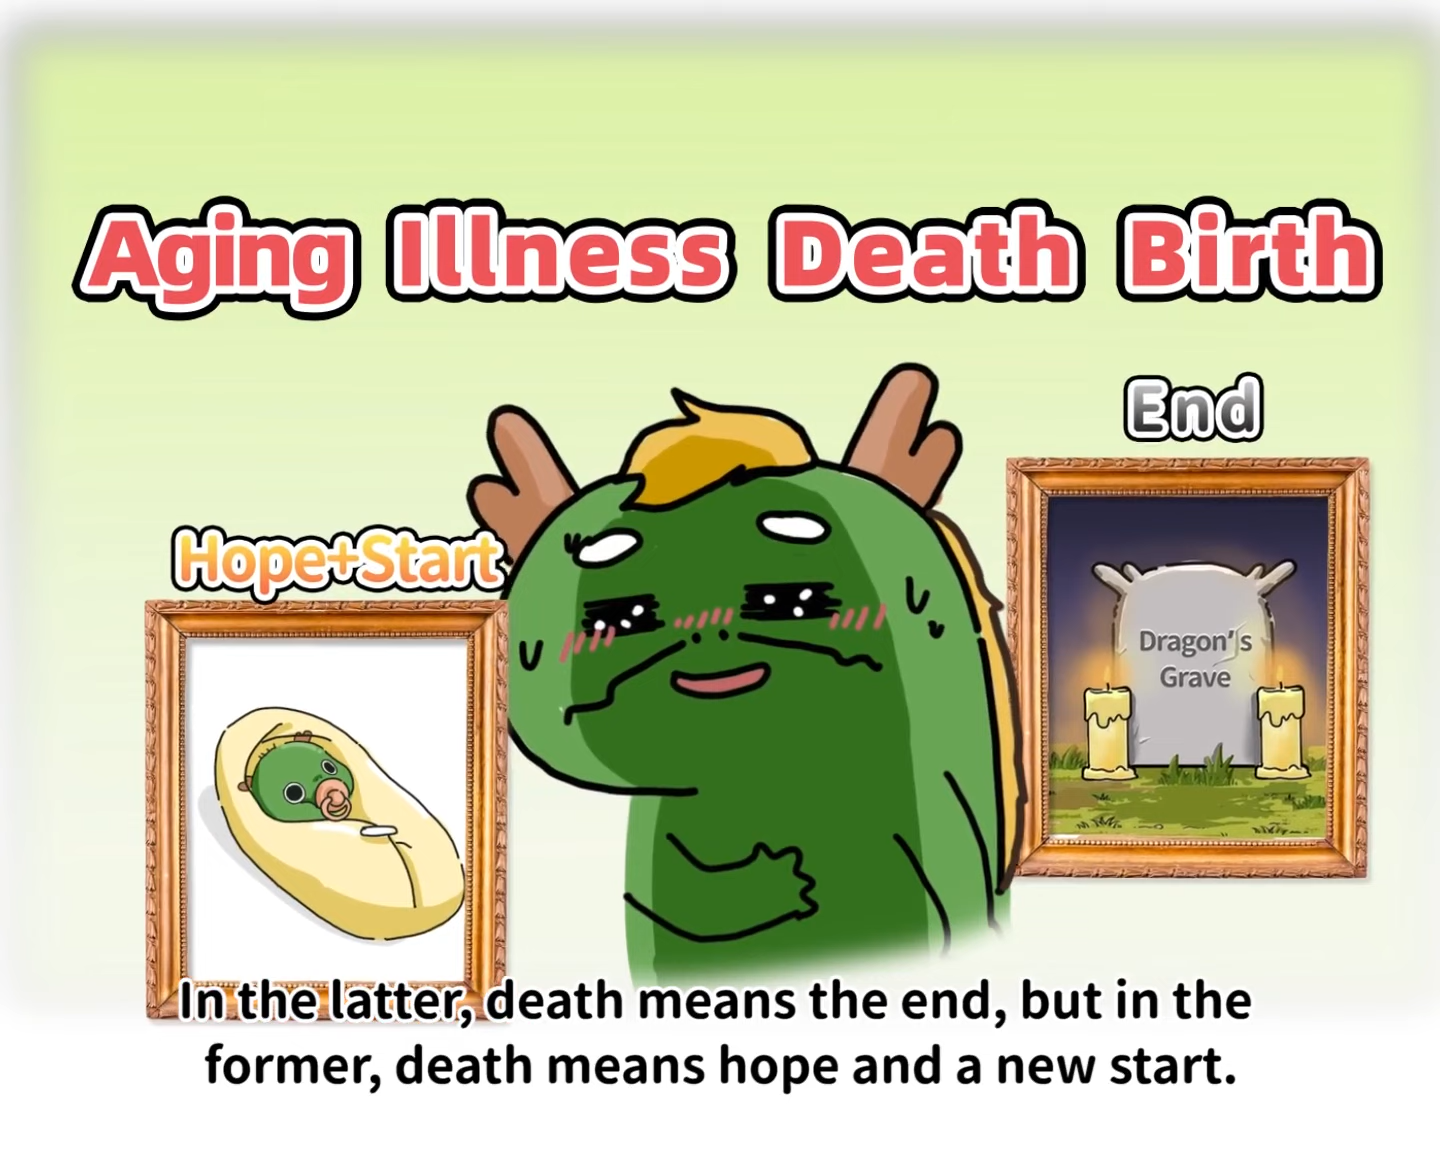 Aging Illness Death Birth
End
Hope+Start
Dragon's
Grave
In the latter, death means the end, but in the
former, death means hope and a new start.